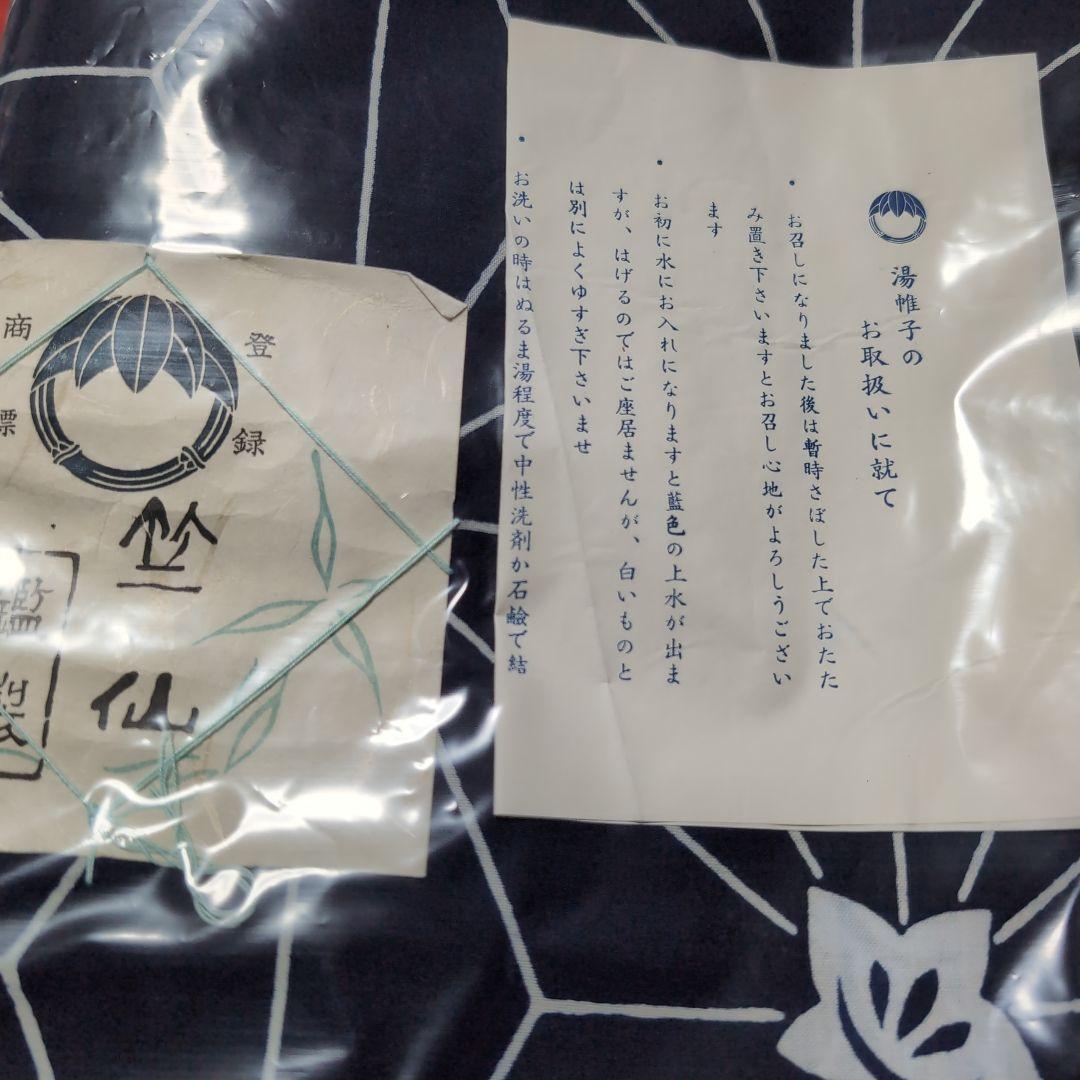 湯帷子の
お取扱いに就て
・お召しになりました後は暫時さぼした上でおたた
み置き下さいますとお召し心地がよろしうござい
ます
・お初に水にお入れになりますと藍色の上水が出ま
すが、はげるのではご座居ませんが、白いものと
は別によくゆすぎ下さいませ
・お洗いの時はぬるま湯程度で中性洗剤か石鹼で結
登録
商標
竺仙
鑑製